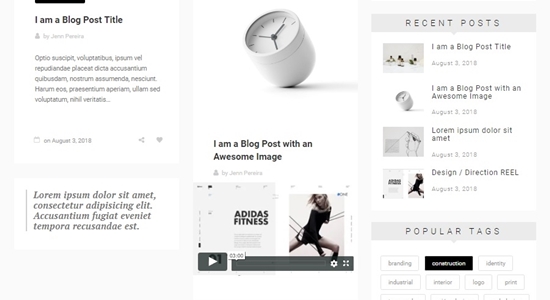 I am a Blog Post Title
by Jenn Pereira
Optio suscipit, voluptatibus, ipsum vel
repudiandae placeat dicta accusantium
quibusdam, nostrum assumenda, nesciunt.
Harum eos, praesentium aperiam, ullam sed
voluptatum, nihil veritatis...
on August 3, 2018
Lorem ipsum dolor sit amet,
consectetur adipisicing elit.
Accusantium fugiat eveniet
tempora recusandae est.
I am a Blog Post with an
Awesome Image
by Jenn Pereira
ADIDAS
FITNESS
03:00
RECENT POSTS
I am a Blog Post Title
August 3, 2018
I am a Blog Post with an
Awesome Image
August 3, 2018
Lorem ipsum dolor sit
amet
August 3, 2018
Design / Direction REEL
August 3, 2018
POPULAR TAGS
branding
construction
identity
industrial
interior
logo
print